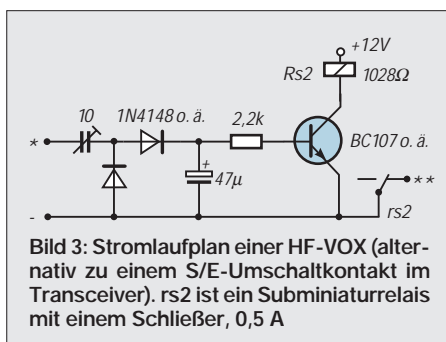 +12V
Rs2
1028Ω
10
1N4148 o. ä.
2,2k
BC107 o. ä.
*
+
47µ
**
-
rs2
Bild 3: Stromlaufplan einer HF-VOX (alter-
nativ zu einem S/E-Umschaltkontakt im
Transceiver). rs2 ist ein Subminiaturrelais
mit einem Schließer, 0,5 A